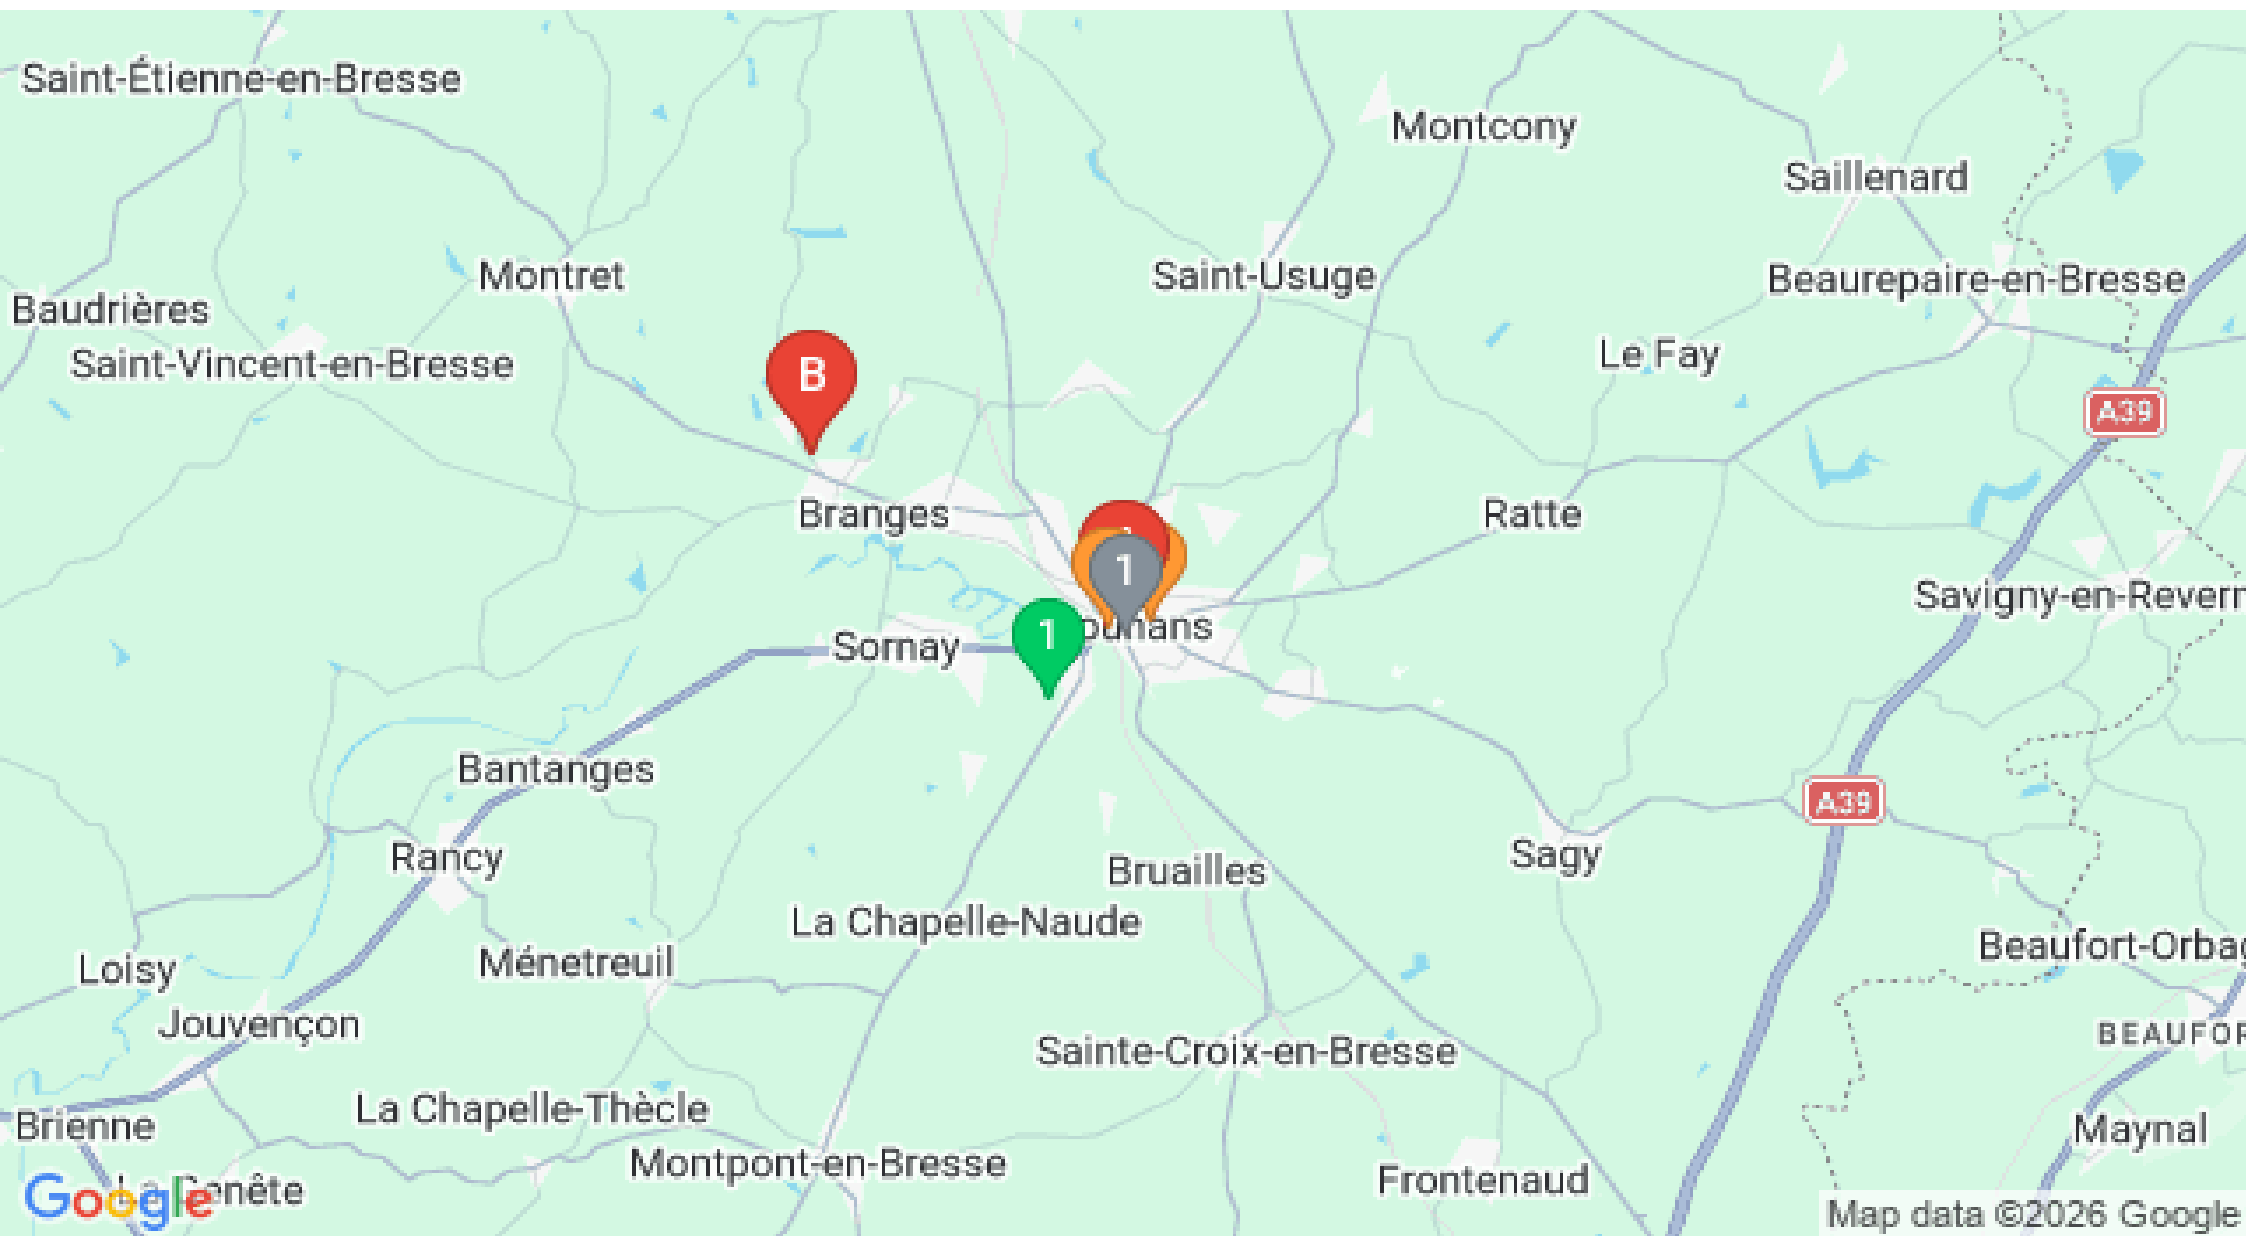 Saint-Étienne-en-Bresse
Montcony
Saillenard
Montret
Saint-Usuge
Beaurepaire-en-Bresse
Baudrières
Saint-Vincent-en-Bresse
Le Fay
B
A39
Branges
Ratte
1
Savigny-en-Revern
1
Sornay
Bantanges
A39
Rancy
Sagy
Bruailles
La Chapelle-Naude
Beaufort-Orbag
Ménetreuil
Loisy
Jouvençon
BEAUFOR
Sainte-Croix-en-Bresse
La Chapelle-Thècle
Brienne
Maynal
Montpont-en-Bresse
Frontenaud
Google
Map data ©2026 Google